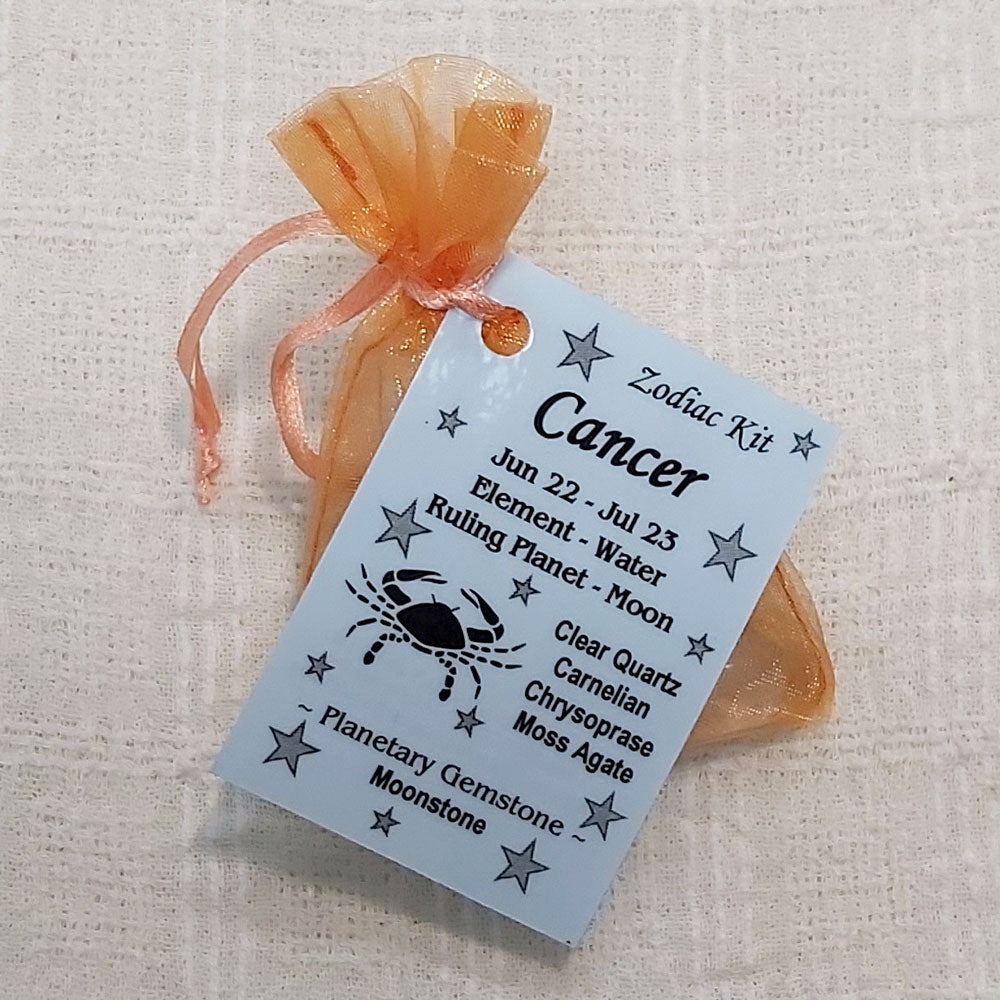 Zodiac Kit
Cancer
Jun 22 - Jul 23
Element - Water
Ruling Planet - Moon
Clear Quartz
Carnelian
Chrysoprase
Moss Agate
~ Planetary Gemstone ~
Moonstone